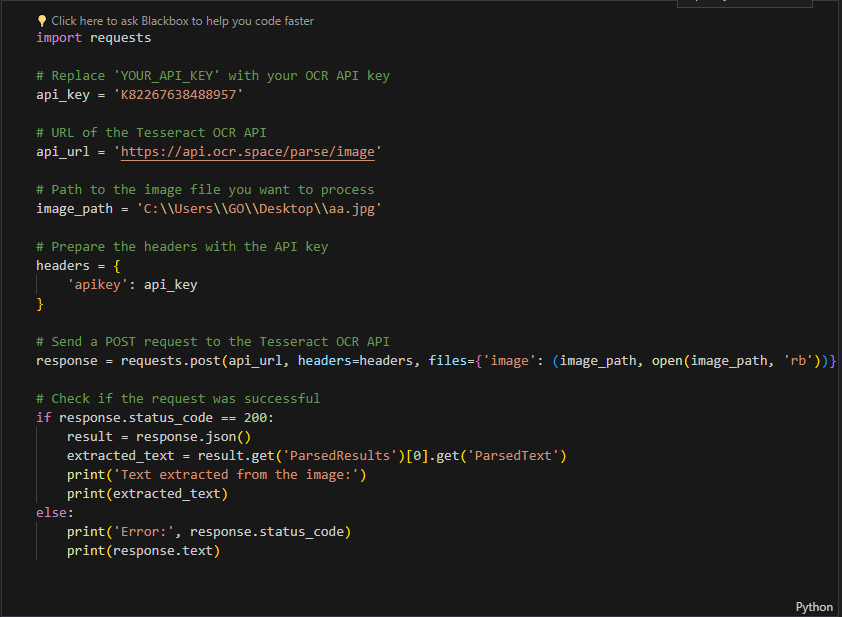 Click here to ask Blackbox to help you code faster
import requests
# Replace 'YOUR_API_KEY' with your OCR API key
api_key = 'K82267638488957'
# URL of the Tesseract OCR API
api_url = 'https://api.ocr.space/parse/image'
# Path to the image file you want to process
image_path = 'C:\\Users\\GO\\Desktop\\aa.jpg'
# Prepare the headers with the API key
headers = {
    'apikey': api_key
}
# Send a POST request to the Tesseract OCR API
response = requests.post(api_url, headers=headers, files={'image': (image_path, open(image_path, 'rb'))}
# Check if the request was successful
if response.status_code == 200:
    result = response.json()
    extracted_text = result.get('ParsedResults')[0].get('ParsedText')
    print('Text extracted from the image:')
    print(extracted_text)
else:
    print('Error:', response.status_code)
    print(response.text)
Python